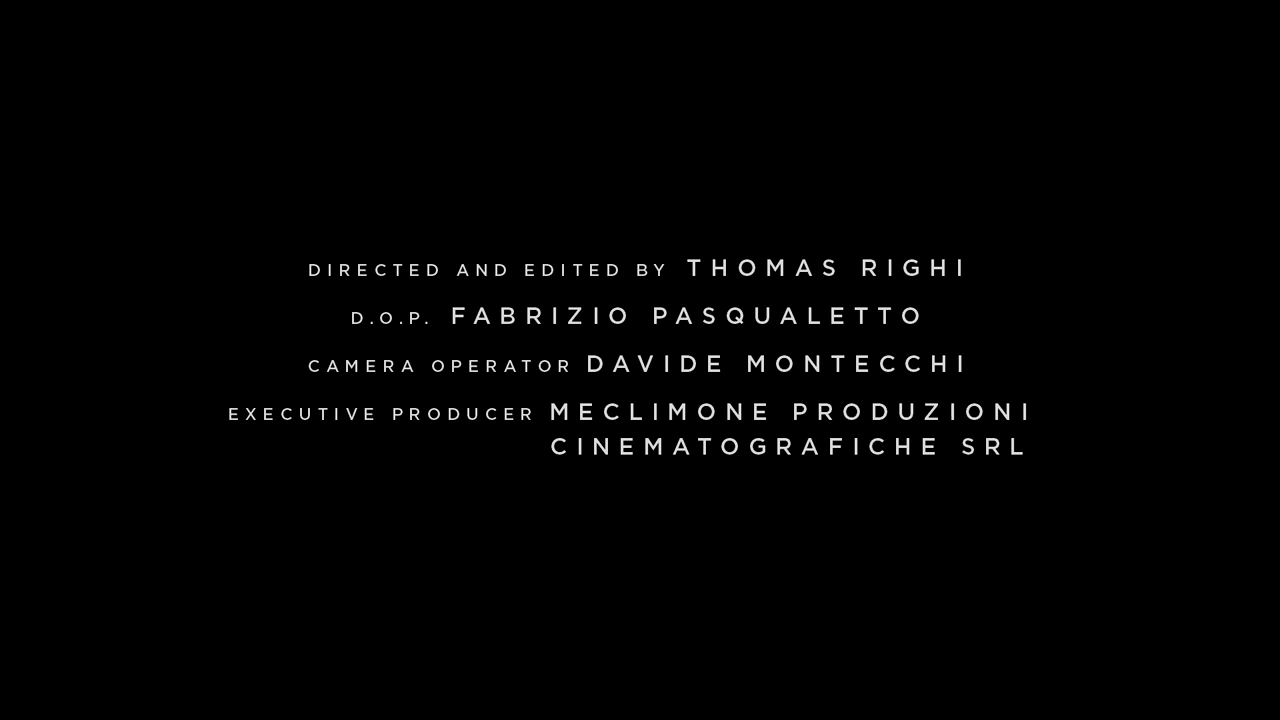 DIRECTED AND EDITED BY THOMAS RIGHI
D.O.P. FABRIZIO PASQUALETTO
CAMERA OPERATOR DAVIDE MONTECCHI
EXECUTIVE PRODUCER MECLIMONE PRODUZIONI
CINEMATOGRAFICHE SRL